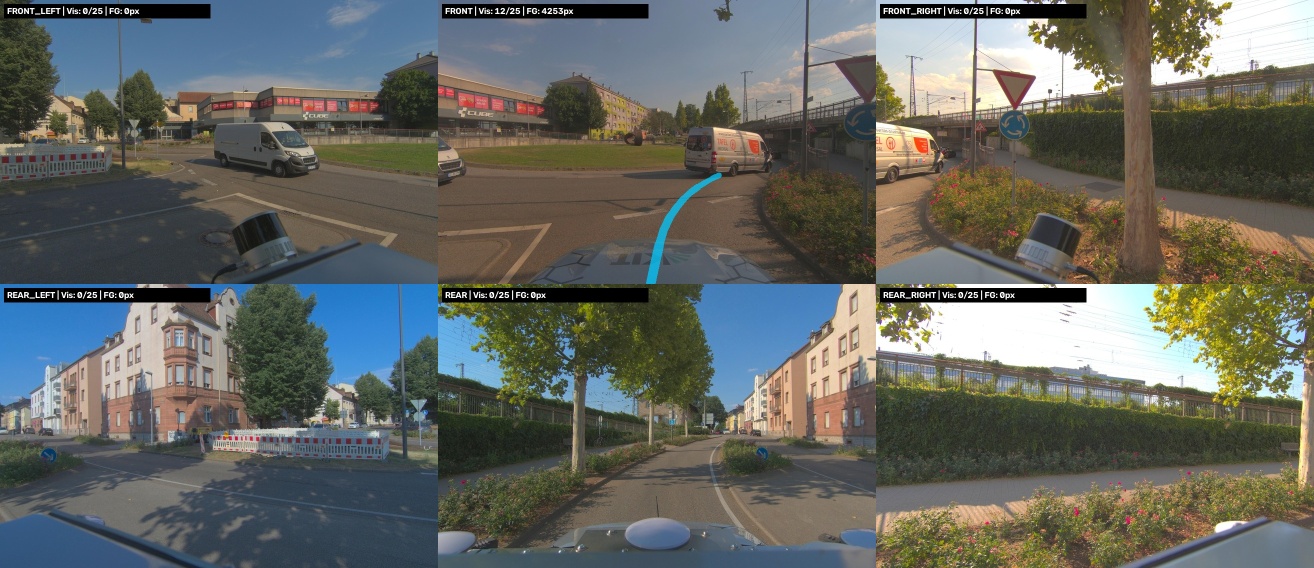 FRONT_LEFT | Vis: 0/25 | FG: 0px
FRONT | Vis: 12/25 | FG: 4253px
FRONT_RIGHT | Vis: 0/25 | FG: 0px
CUBE
CUBE
KIT
REAR_LEFT | Vis: 0/25 | FG: 0px
REAR | Vis: 0/25 | FG: 0px
REAR_RIGHT | Vis: 0/25 | FG: 0px